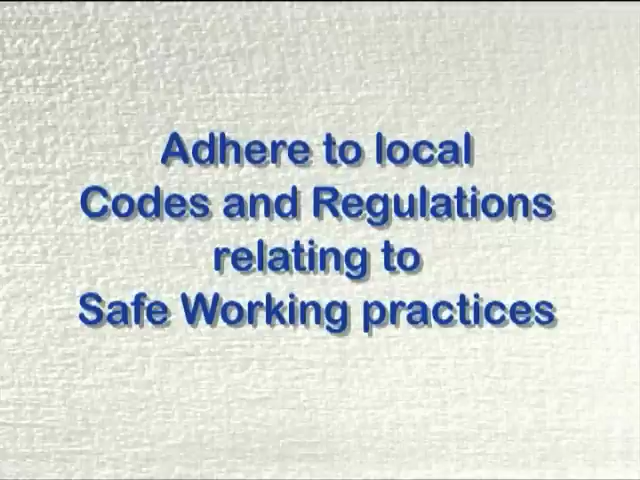 Adhere to local
Codes and Regulations
relating to
Safe Working practices